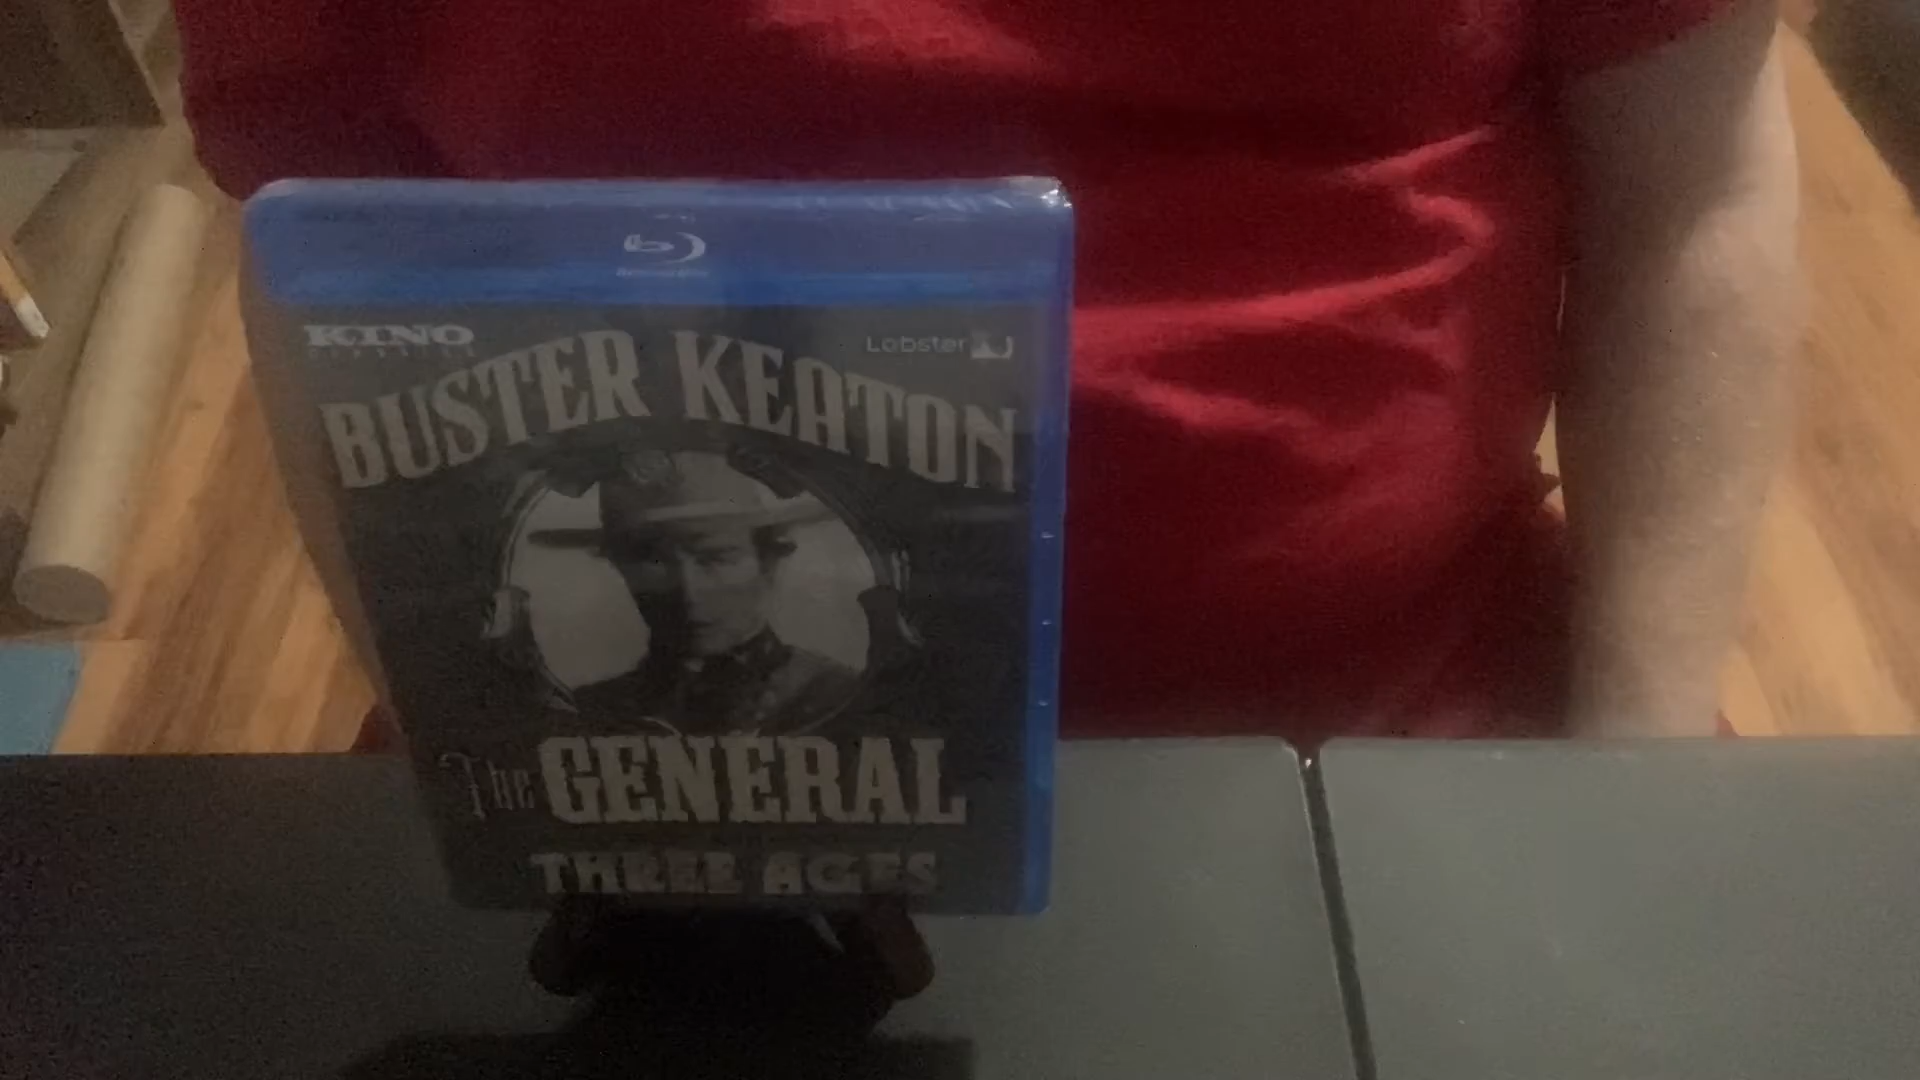 KINO
Lobster
BUSTER KEATON
The GENERAL
THREE AGES